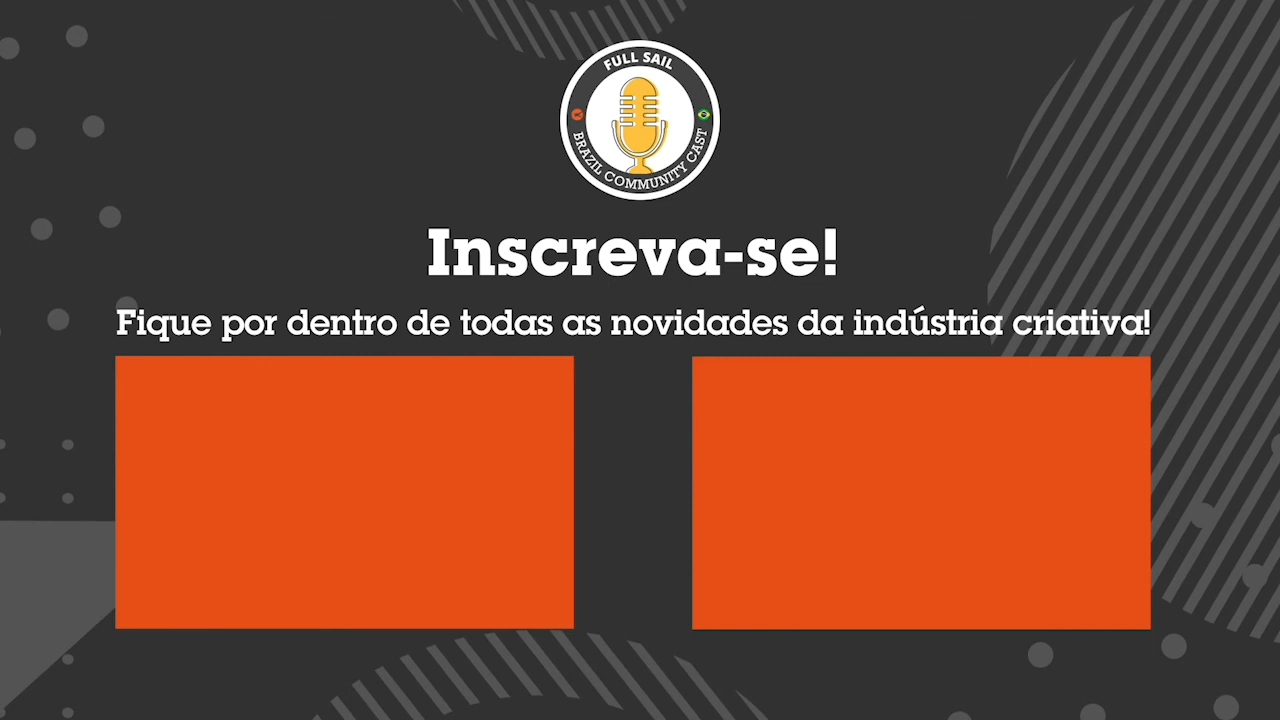 FULL SAIL
BRAZIL COMMUNITY CAST
Inscreva-se!
Fique por dentro de todas as novidades da indústria criativa!